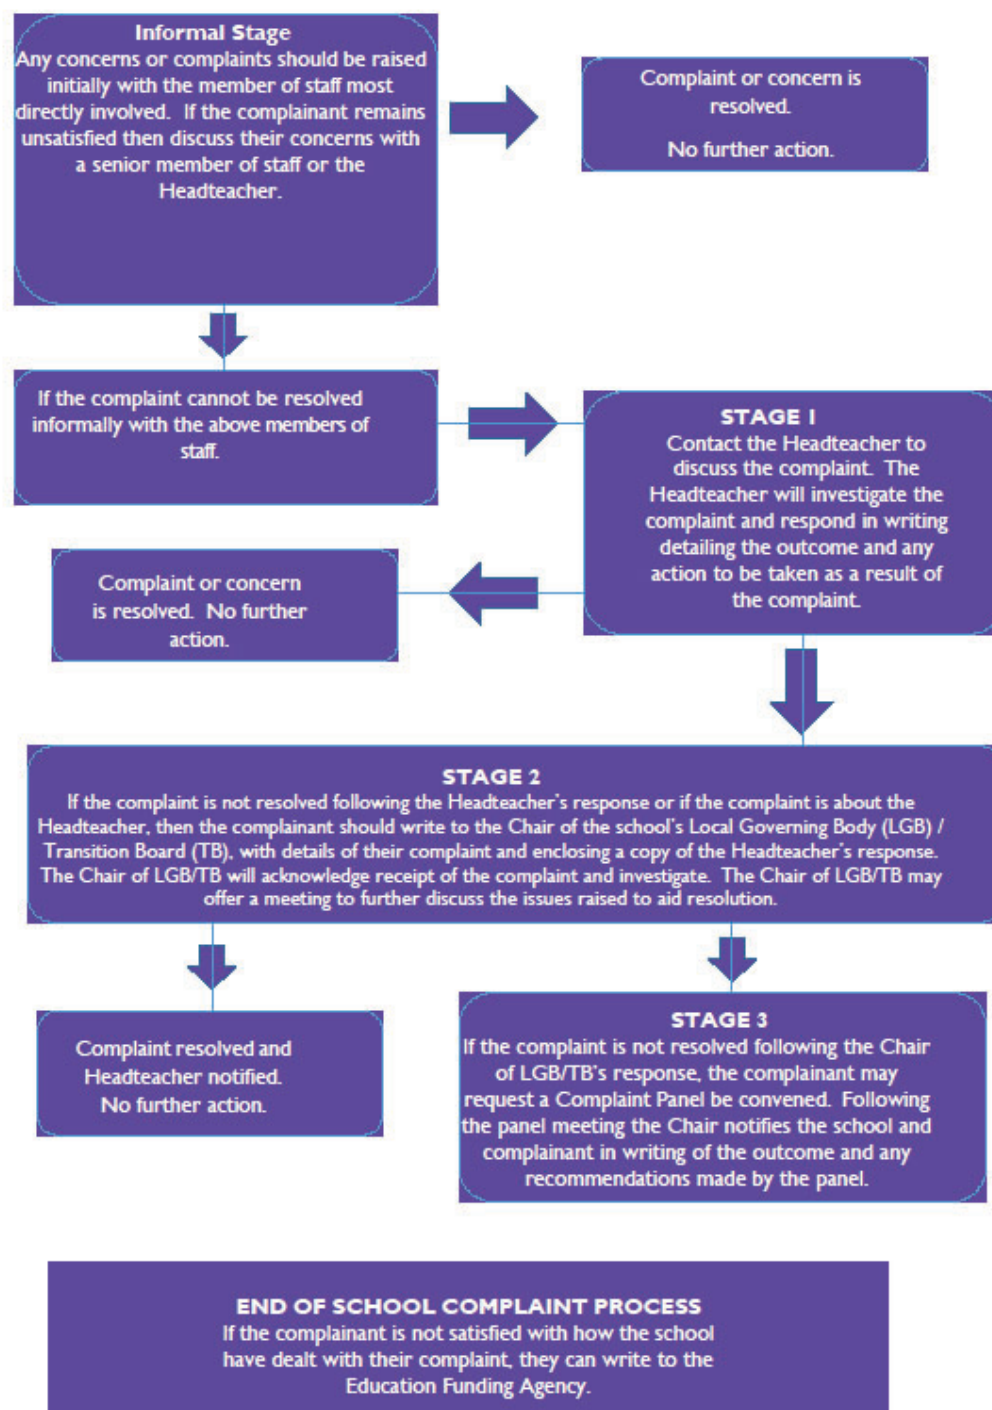 Informal Stage
Any concerns or complaints should be raised
initially with the member of staff most
directly involved. If the complainant remains
unsatisfied then discuss their concerns with
a senior member of staff or the
Headteacher.
Complaint or concern is
resolved.
No further action.
If the complaint cannot be resolved
informally with the above members of
staff.
STAGE 1
Contact the Headteacher to
discuss the complaint. The
Headteacher will investigate the
complaint and respond in writing
detailing the outcome and any
action to be taken as a result of
the complaint.
Complaint or concern
is resolved. No further
action.
STAGE 2
If the complaint is not resolved following the Headteacher's response or if the complaint is about the
Headteacher, then the complainant should write to the Chair of the school's Local Governing Body (LGB) /
Transition Board (TB), with details of their complaint and enclosing a copy of the Headteacher's response.
The Chair of LGB/TB will acknowledge receipt of the complaint and investigate. The Chair of LGB/TB may
offer a meeting to further discuss the issues raised to aid resolution.
Complaint resolved and
Headteacher notified.
No further action.
STAGE 3
If the complaint is not resolved following the Chair
of LGB/TB's response, the complainant may
request a Complaint Panel be convened. Following
the panel meeting the Chair notifies the school and
complainant in writing of the outcome and any
recommendations made by the panel.
END OF SCHOOL COMPLAINT PROCESS
If the complainant is not satisfied with how the school
have dealt with their complaint, they can write to the
Education Funding Agency.